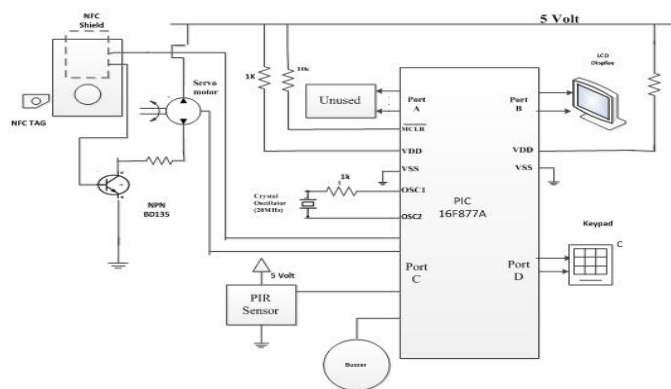 NFC
Shield
5 Volt
NFC TAG
Servo
motor
1K
10k
Unused
Port
A
Port
B
LCD
Display
MCLR
VDD
VDD
VSS
VSS
1k
OSC1
Crystal
Oscillator
(20MHz)
OSC2
PIC
16F877A
NPN
BD135
Keypad
C
Port
C
Port
D
5 Volt
PIR
Sensor
Buzzer